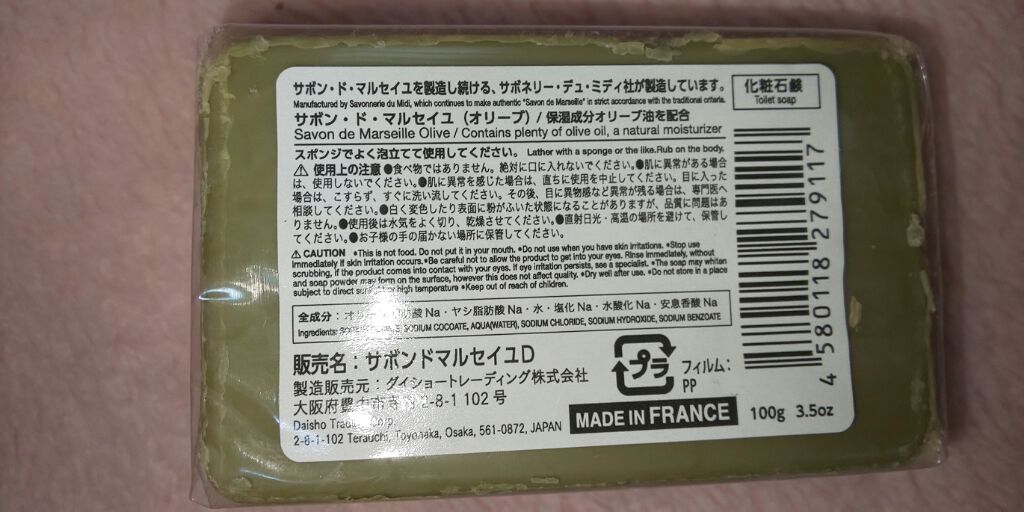 サボン・ド・マルセイユを製造し続ける、サボネリー・デュ・ミディ社が製造しています。
Manufactured by Savonnerie du Midi, which continues to make authentic "Savon de Marseille" in strict accordance with the traditional criteria.
化粧石鹸
Toilet soap
サボン・ド・マルセイユ（オリーブ）/ 保湿成分オリーブ油を配合
Savon de Marseille Olive / Contains plenty of olive oil, a natural moisturizer
スポンジでよく泡立てて使用してください。 Lather with a sponge or the like.Rub on the body.
⚠ 使用上の注意 ●食べ物ではありません。絶対に口に入れないでください。●肌に異常がある場合
は、使用しないでください。●肌に異常を感じた場合は、直ちに使用を中止してください。目に入った
場合は、こすらず、すぐに洗い流してください。その後、目に異物感など異常が残る場合は、専門医へ
相談してください。●白く変色したり表面に粉がふいた状態になることがありますが、品質に問題はあ
りません。●使用後は水気をよく切り、乾燥させてください。●直射日光・高温の場所を避けて、保管し
てください。●お子様の手の届かない場所に保管してください。
⚠ CAUTION •This is not food. Do not put it in your mouth. •Do not use when you have skin irritations. •Stop use
immediately if skin irritation occurs. •Be careful not to allow the product to get into your eyes. Rinse immediately, without
scrubbing, if the product comes into contact with your eyes. If eye irritation persists, see a specialist. •The soap may whiten
and soap powder may form on the surface, however this does not affect quality. •Dry well after use. •Do not store in a place
subject to direct or high temperature •Keep out of reach of children.
全成分：オ 肪酸 Na・ヤシ脂肪酸 Na・水・塩化 Na・水酸化 Na・安息香酸 Na
Ingredients: SODIUM COCOATE, AQUA(WATER), SODIUM CHLORIDE, SODIUM HYDROXIDE, SODIUM BENZOATE
販売名：サボンドマルセイユD
製造販売元：ダイショートレーディング株式会社
大阪府豊中市寺内 2-8-1 102 号
Daisho Trading Corp.
2-8-1-102 Terauchi, Toyonaka, Osaka, 561-0872, JAPAN
プラ
フィルム：
PP
MADE IN FRANCE
100g 3.5oz
4 580118 279117